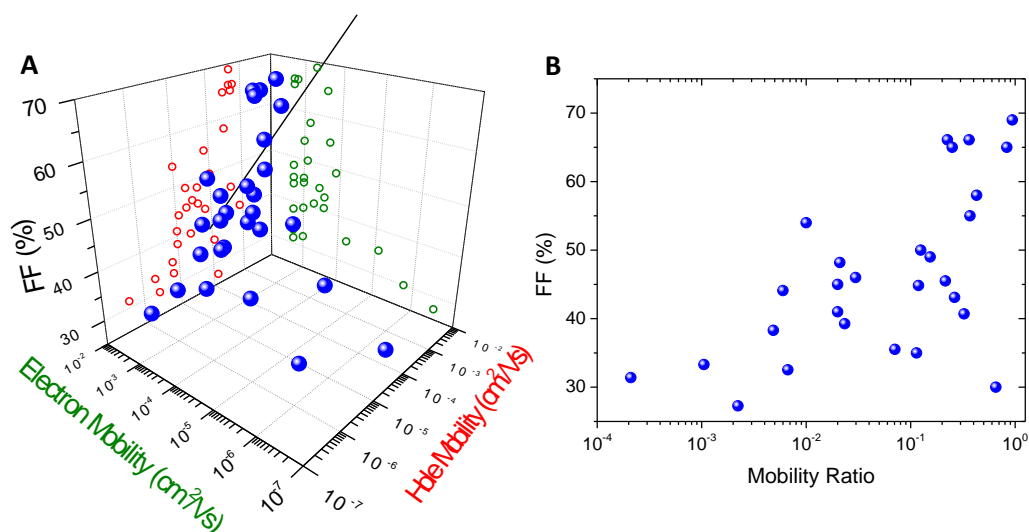 A
70
60
50
40
30
FF (%)
10⁻²
10⁻³
10⁻⁴
10⁻⁵
10⁻⁶
10⁻⁷
Electron Mobility (cm²/Vs)
10⁻²
10⁻³
10⁻⁴
10⁻⁵
10⁻⁶
10⁻⁷
Hole Mobility (cm²/Vs)
B
70
60
50
40
30
FF (%)
10⁻⁴ 10⁻³ 10⁻² 10⁻¹ 10⁰
Mobility Ratio